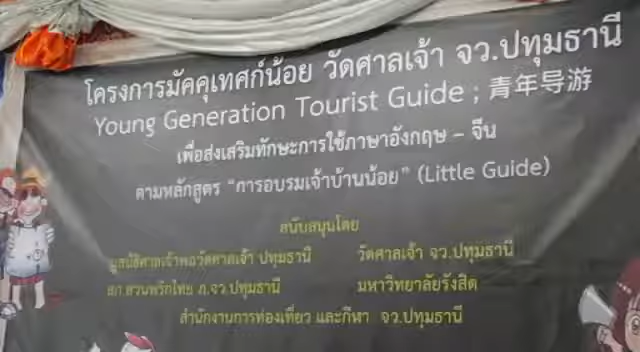 โครงการมัคคุเทศก์น้อย วัดศาลเจ้า จว.ปทุมธานี
Young Generation Tourist Guide ; 青年导游
เพื่อส่งเสริมทักษะการใช้ภาษาอังกฤษ – จีน
ตามหลักสูตร “การอบรมเจ้าบ้านน้อย” (Little Guide)
สนับสนุนโดย
มูลนิธิศาลเจ้าพ่อวัดศาลเจ้า ปทุมธานี วัดศาลเจ้า จว.ปทุมธานี
สภ.สวนพริกไทย ภ.จว.ปทุมธานี มหาวิทยาลัยรังสิต
สำนักงานการท่องเที่ยว และกีฬา จว.ปทุมธานี